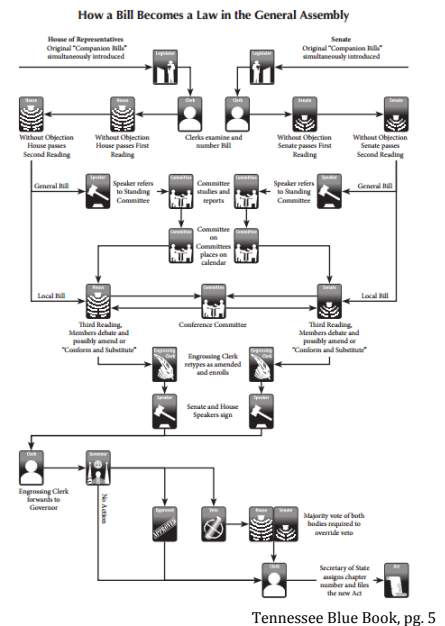 How a Bill Becomes a Law in the General Assembly
House of Representatives
Original “Companion Bills”
simultaneously introduced
Senate
Original “Companion Bills”
simultaneously introduced
Legislator
Legislator
House
House
Clerk
Clerk
Senate
Senate
Without Objection
House passes
Second Reading
Without Objection
House passes First
Reading
Clerks examine and
number Bill
Without Objection
Senate passes First
Reading
Without Objection
Senate passes
Second Reading
General Bill
Speaker
Speaker refers
to Standing
Committee
Committee
Committee
studies and
reports
Committee
Speaker refers
to Standing
Committee
Speaker
General Bill
Committee
Committee
on
Committees
places on
calendar
Committee
Local Bill
House
Committee
Senate
Local Bill
Third Reading,
Members debate and
possibly amend or
“Conform and Substitute”
Conference Committee
Third Reading,
Members debate and
possibly amend or
“Conform and Substitute”
Engrossing
Clerk
Engrossing Clerk
retypes as amended
and enrolls
Engrossing
Clerk
Speaker
Senate and House
Speakers sign
Speaker
Clerk
Governor
Engrossing Clerk
forwards to
Governor
No Action
Approved
APPROVED
Veto
House
Senate
Majority vote of both
bodies required to
override veto
Clerk
Secretary of State
assigns chapter
number and files
the new Act
Act
Tennessee Blue Book, pg. 5